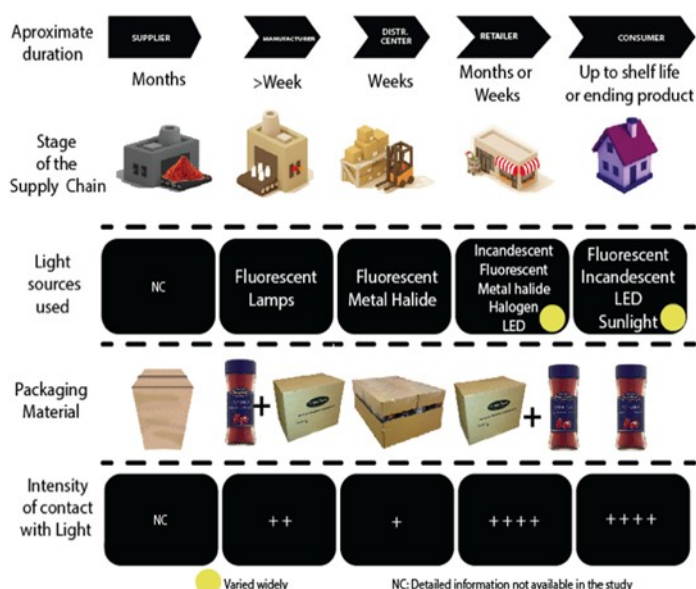 Aproximate
duration
SUPPLIER
MANUFACTURER
DISTR.
CENTER
RETAILER
CONSUMER
Months
>Week
Weeks
Months or
Weeks
Up to shelf life
or ending product
Stage
of the
Supply Chain
Light
sources
used
NC
Fluorescent
Lamps
Fluorescent
Metal Halide
Incandescent
Fluorescent
Metal halide
Halogen
LED
Fluorescent
Incandescent
LED
Sunlight
Packaging
Material
+
+
Intensity
of contact
with Light
NC
++
+
++++
++++
Varied widely
NC: Detailed information not available in the study